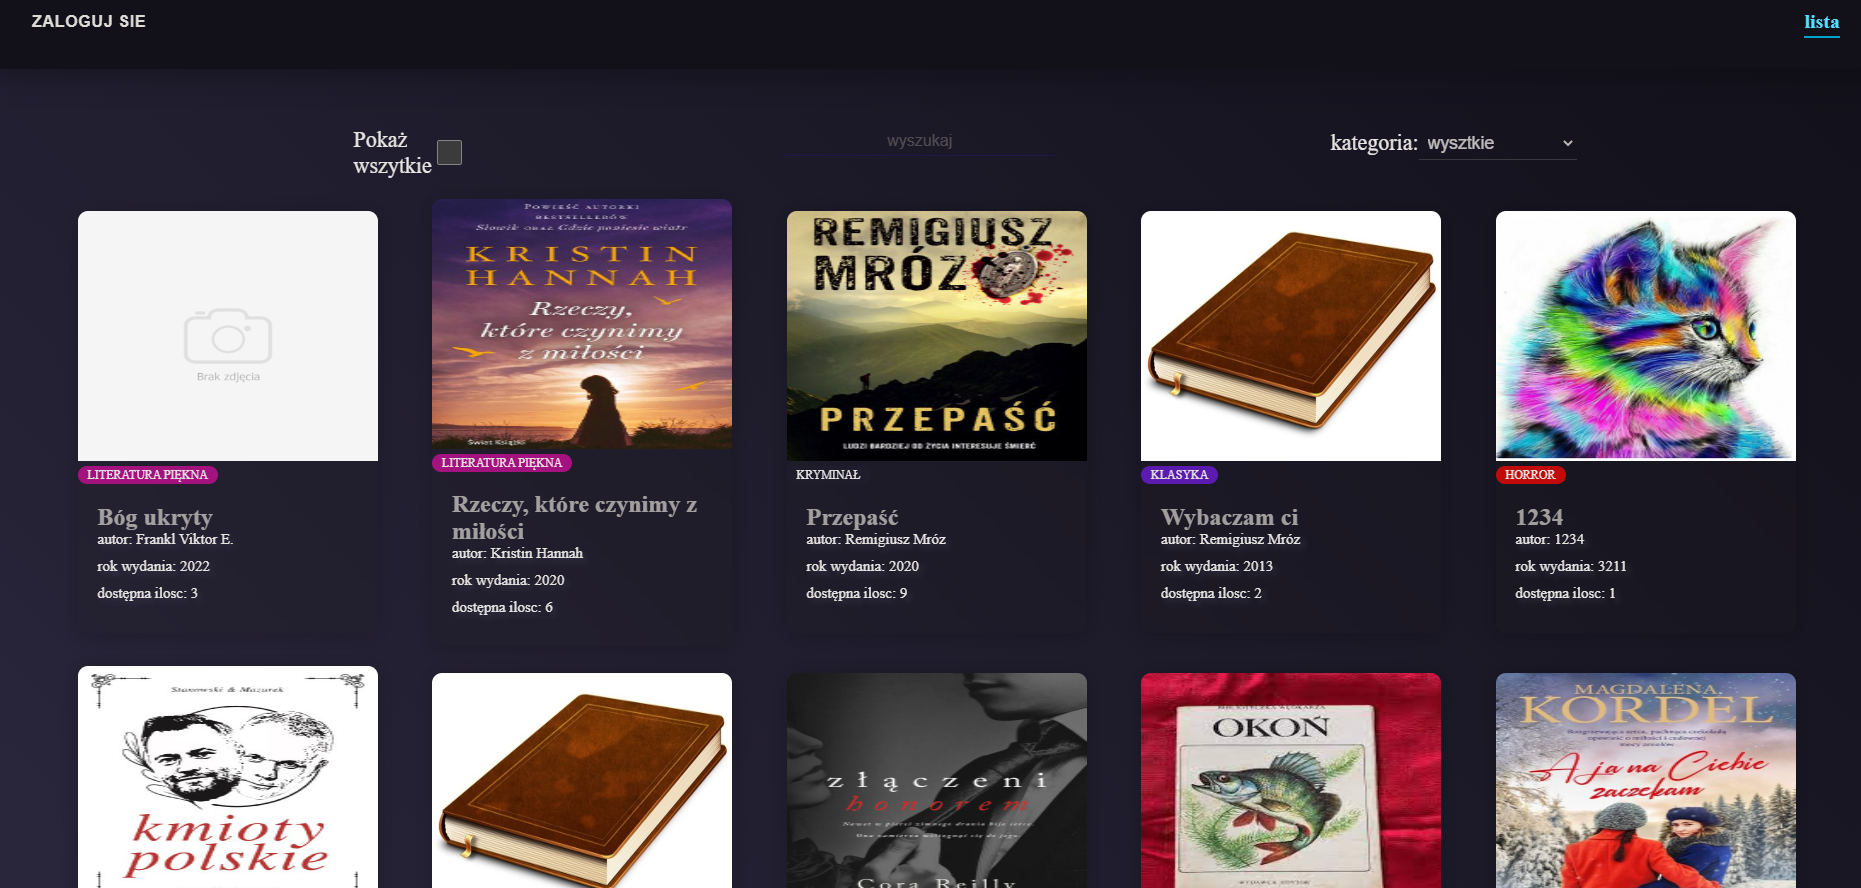 ZALOGUJ SIE
lista
Pokaż
wszytkie
wyszukaj
kategoria: wysztkie
Brak zdjęcia
LITERATURA PIĘKNA
Bóg ukryty
autor: Frankl Viktor E.
rok wydania: 2022
dostępna ilosc: 3
POWIEŚĆ AUTORKI
BESTSELLERÓW
Słowik oraz Gdzie poniesie wiatr
KRISTIN
HANNAH
Rzeczy,
które czynimy
z miłości
Świat Książki
LITERATURA PIĘKNA
Rzeczy, które czynimy z
miłości
autor: Kristin Hannah
rok wydania: 2020
dostępna ilosc: 6
REMIGIUSZ
MRÓZ
PRZEPAŚĆ
LUDZI BARDZIEJ OD ŻYCIA INTERESUJE ŚMIERĆ
KRYMINAŁ
Przepaść
autor: Remigiusz Mróz
rok wydania: 2020
dostępna ilosc: 9
KLASYKA
Wybaczam ci
autor: Remigiusz Mróz
rok wydania: 2013
dostępna ilosc: 2
HORROR
1234
autor: 1234
rok wydania: 3211
dostępna ilosc: 1
Stanowski & Mazurek
kmioty
polskie
złączeni
honorem
Cora Reilly
BIBLIOTECZKA WĘDKARZA
OKOŃ
MAGDALENA
KORDEL
A ja na Ciebie
zaczekam